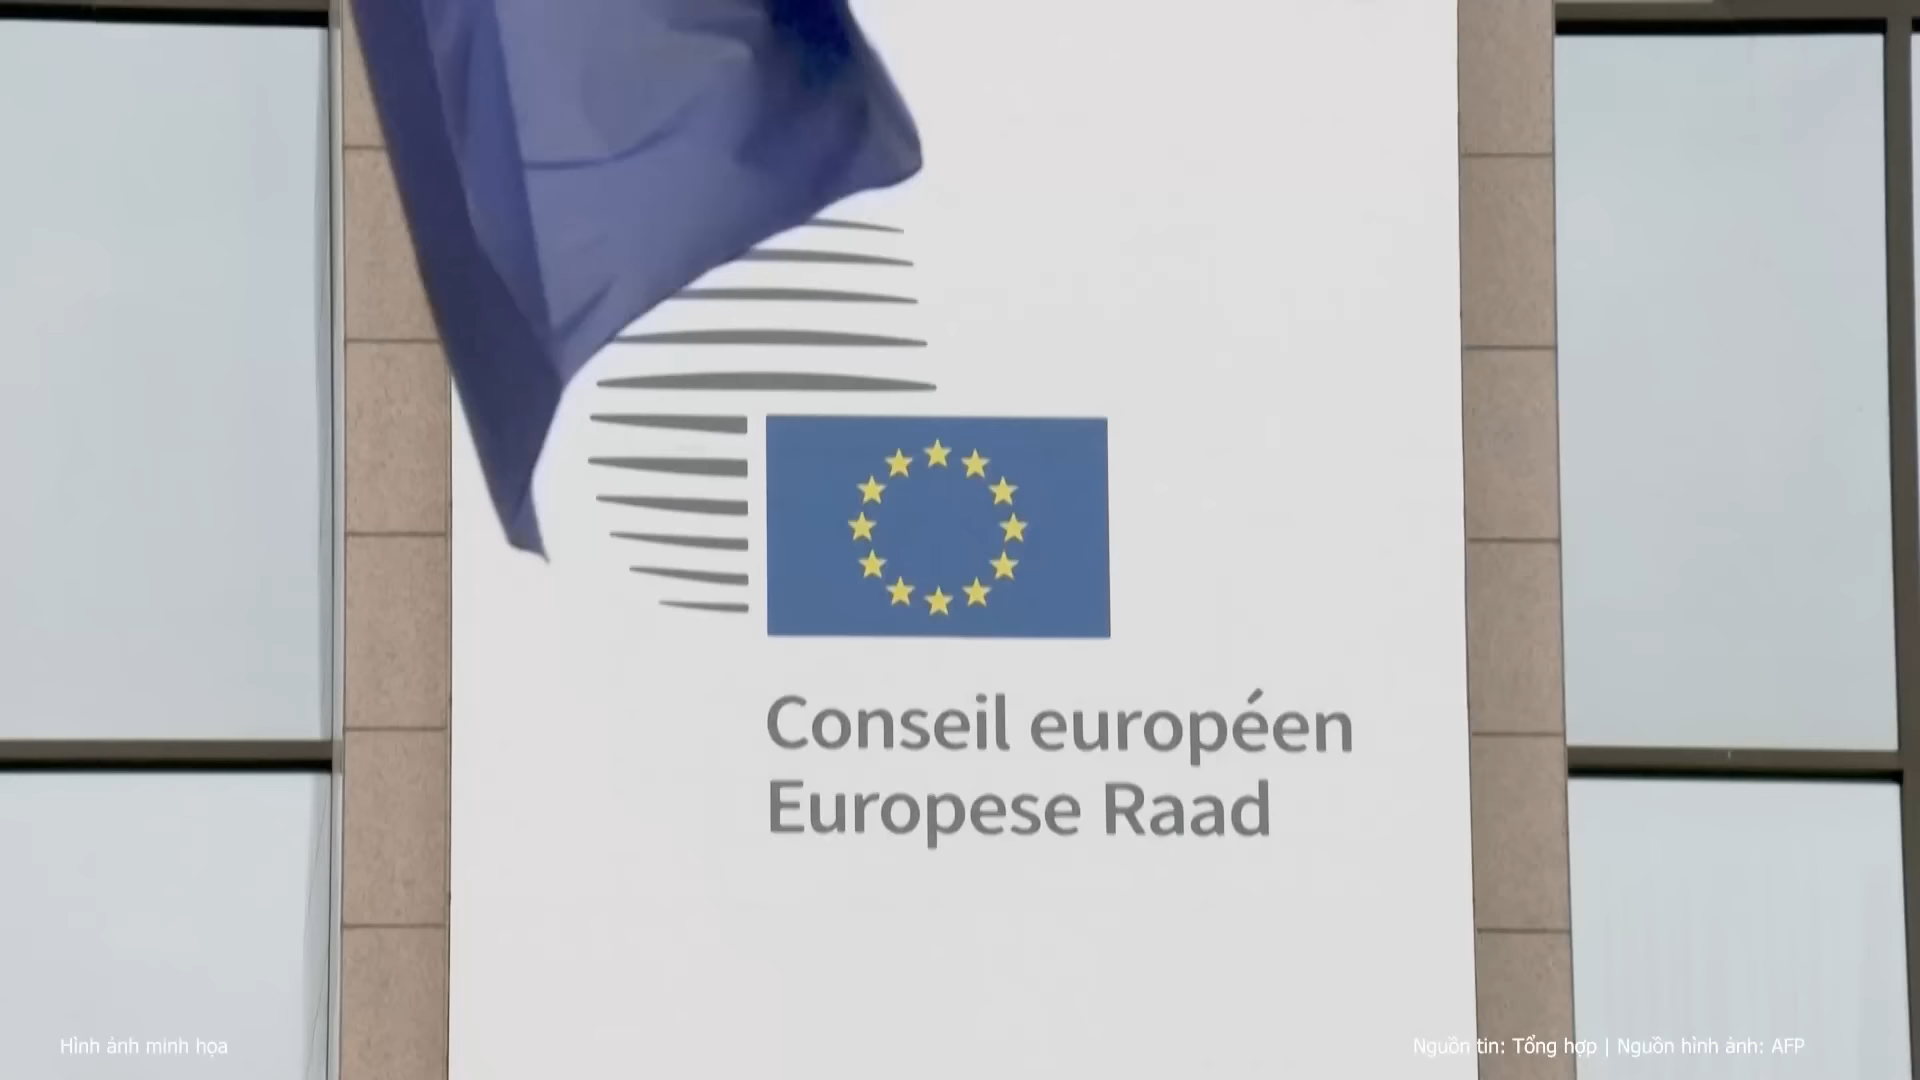 Conseil européen
Europese Raad
Hình ảnh minh họa
Nguồn tin: Tổng hợp | Nguồn hình ảnh: AFP